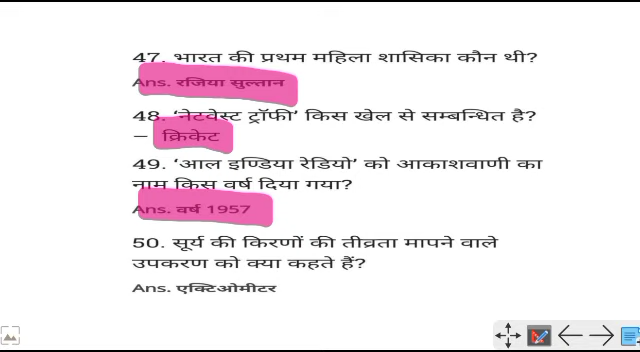 47. भारत की प्रथम महिला शासिका कौन थी?
Ans. रजिया सुल्तान
48. ‘नेटवेस्ट ट्रॉफी’ किस खेल से सम्बन्धित है?
– क्रिकेट
49. ‘आल इण्डिया रेडियो’ को आकाशवाणी का
नाम किस वर्ष दिया गया?
Ans. वर्ष 1957
50. सूर्य की किरणों की तीव्रता मापने वाले
उपकरण को क्या कहते हैं?
Ans. एक्टिओमीटर